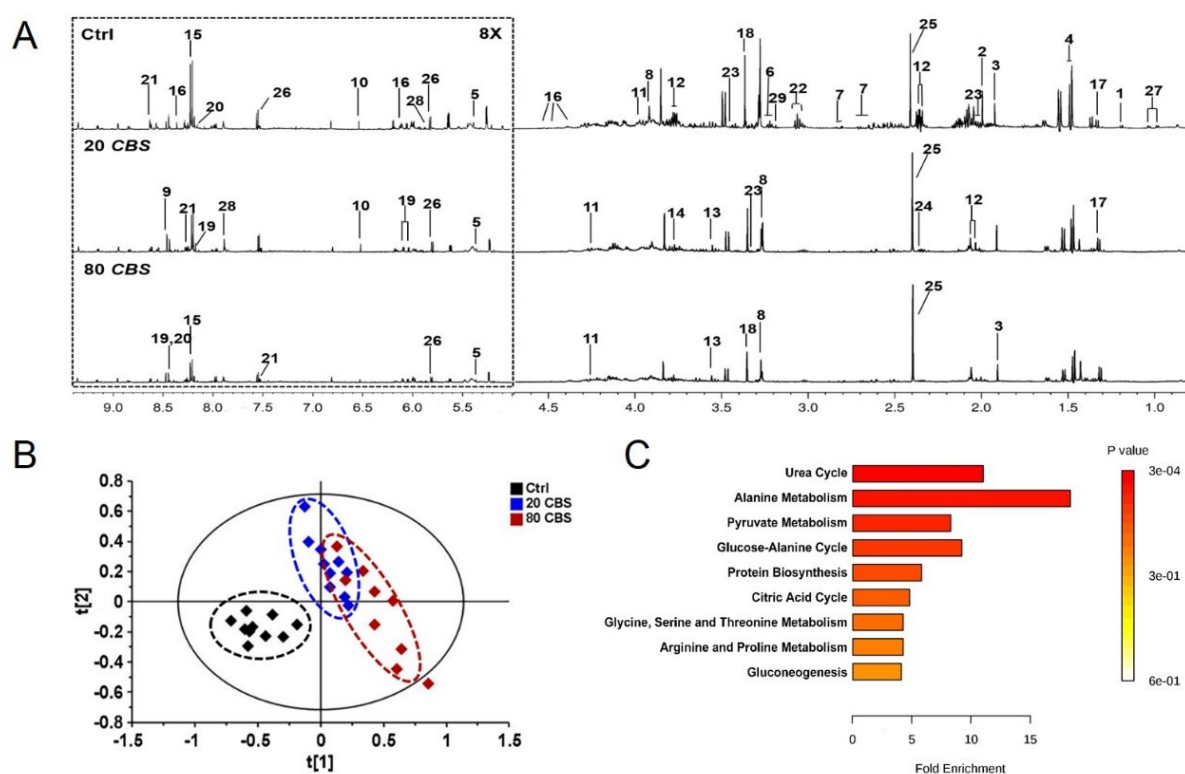 A
Ctrl
8X
21 15 16 20 26 10 16 28 26 5 16 11 8 12 23 18 6 29 22 7 7 25 12 23 2 3 4 17 1 27
20 CBS
9 21 19 28 10 19 26 5 11 14 13 23 8 25 24 12 17
80 CBS
19,20 15 21 26 5 11 13 18 8 25 3
9.0 8.5 8.0 7.5 7.0 6.5 6.0 5.5 5.0 4.5 4.0 3.5 3.0 2.5 2.0 1.5 1.0
B
Ctrl
20 CBS
80 CBS
t[2]
0.8
0.6
0.4
0.2
0
-0.2
-0.4
-0.6
-0.8
-1.5 -1 -0.5 0 0.5 1 1.5
t[1]
C
P value
3e-04
3e-01
6e-01
Urea Cycle
Alanine Metabolism
Pyruvate Metabolism
Glucose-Alanine Cycle
Protein Biosynthesis
Citric Acid Cycle
Glycine, Serine and Threonine Metabolism
Arginine and Proline Metabolism
Gluconeogenesis
0 5 10 15
Fold Enrichment